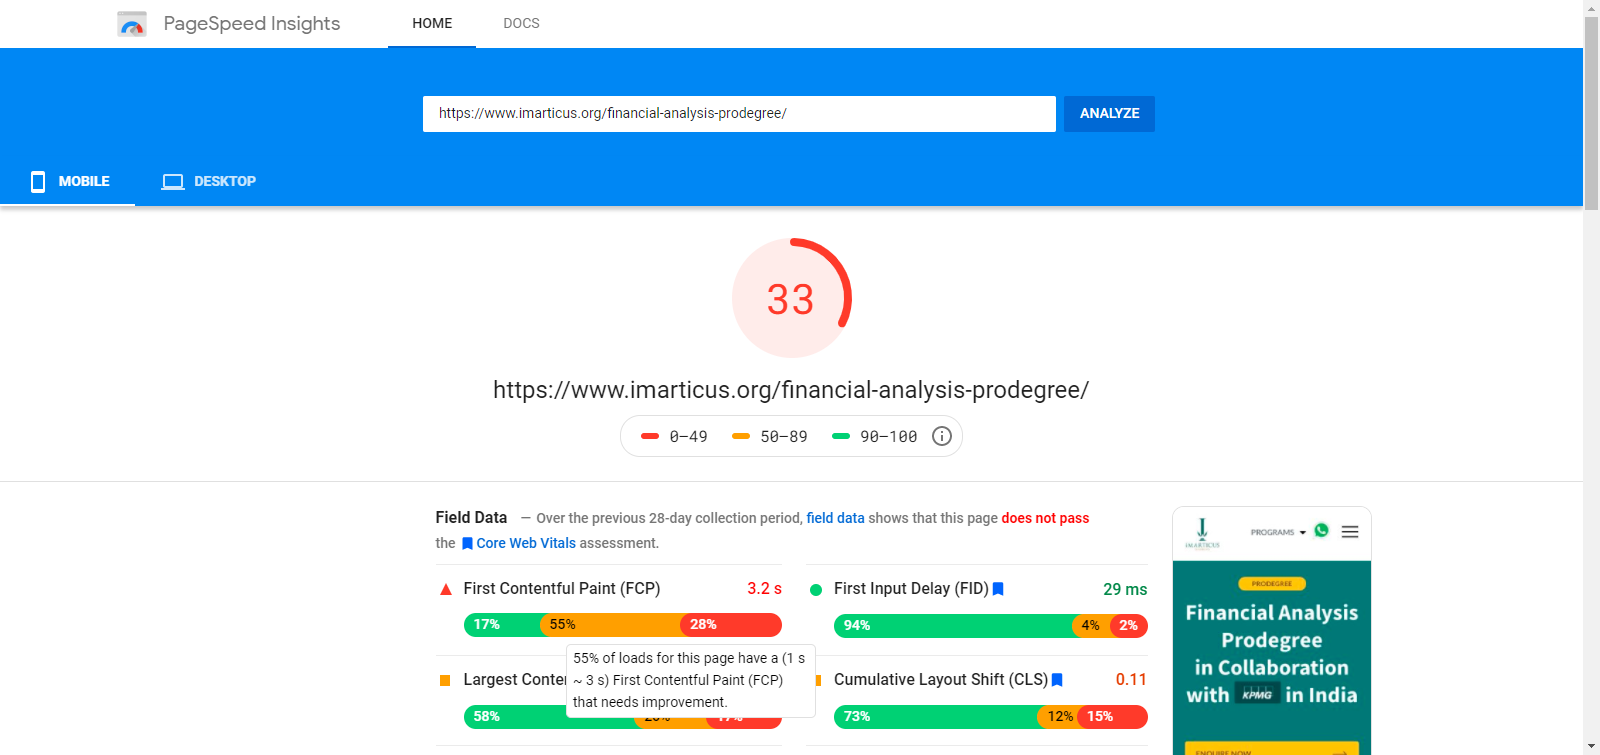 PageSpeed Insights
HOME
DOCS
https://www.imarticus.org/financial-analysis-prodegree/
ANALYZE
MOBILE
DESKTOP
33
https://www.imarticus.org/financial-analysis-prodegree/
0–49
50–89
90–100
Field Data — Over the previous 28-day collection period, field data shows that this page does not pass
the Core Web Vitals assessment.
First Contentful Paint (FCP) 3.2 s
17% 55% 28%
First Input Delay (FID) 29 ms
94% 4% 2%
55% of loads for this page have a (1 s
~ 3 s) First Contentful Paint (FCP)
that needs improvement.
Largest Conte
58%
17%
Cumulative Layout Shift (CLS) 0.11
73% 12% 15%
IMARTICUS
PROGRAMS
PRODEGREE
Financial Analysis
Prodegree
in Collaboration
with KPMG in India
ENQUIRE NOW